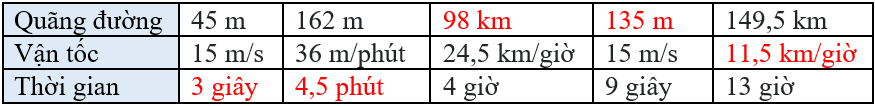 Quãng đường 45 m 162 m 98 km 135 m 149,5 km
Vận tốc 15 m/s 36 m/phút 24,5 km/giờ 15 m/s 11,5 km/giờ
Thời gian 3 giây 4,5 phút 4 giờ 9 giây 13 giờ